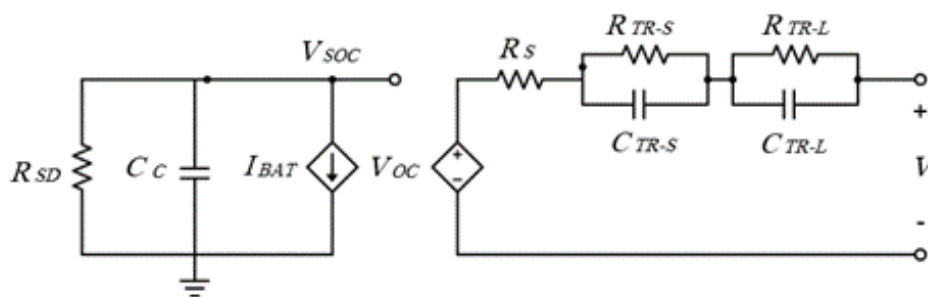 V_SOC
R_SD
C_C
I_BAT
V_OC
+
-
R_S
R_TR-S
C_TR-S
R_TR-L
C_TR-L
+
V
-